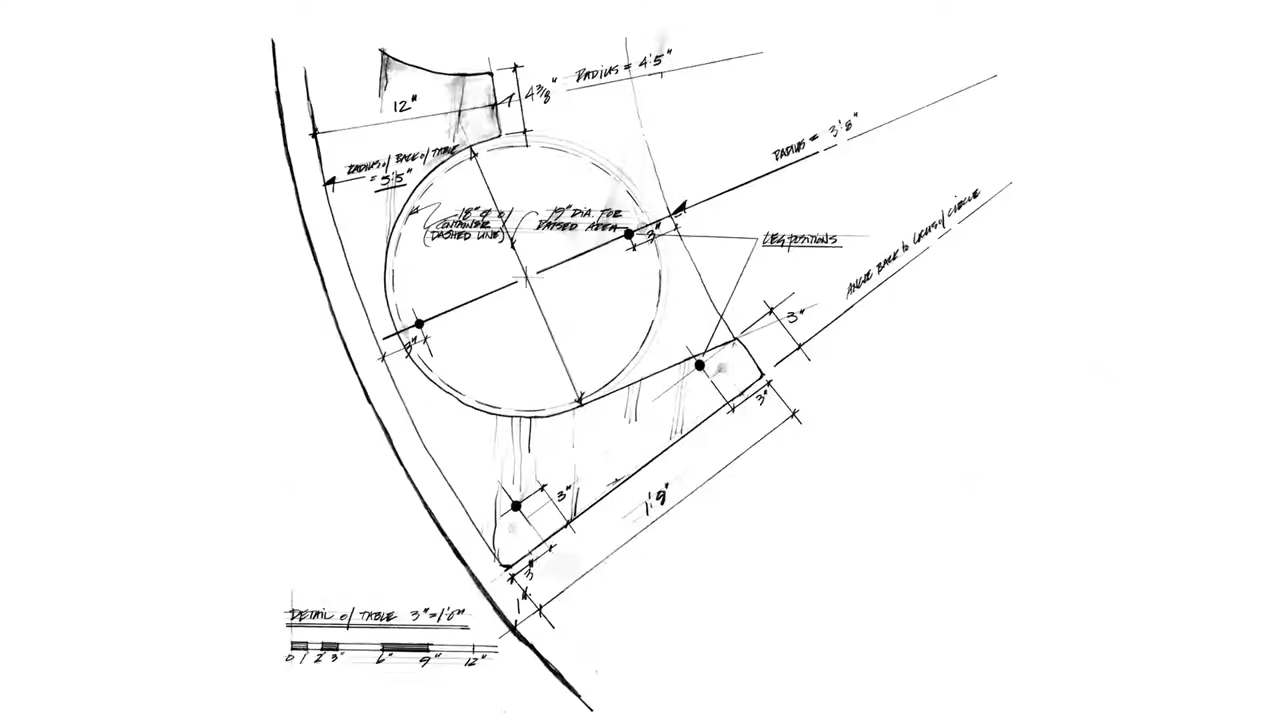 RADIUS = 4'5"
12"
4 3/8"
RADIUS = 3'8"
RADIUS of BACK of TABLE
= 5'5"
18" ϕ of
CONTAINER
(DASHED LINE)
19" DIA. FOR
RAISED AREA
3"
LEG POSITIONS
ANGLE BACK to LOCUS of CIRCLE
3"
3"
3"
3"
1'9"
3"
1"
DETAIL of TABLE 3"=1'0"
0 1 2 3" 6" 9" 12"